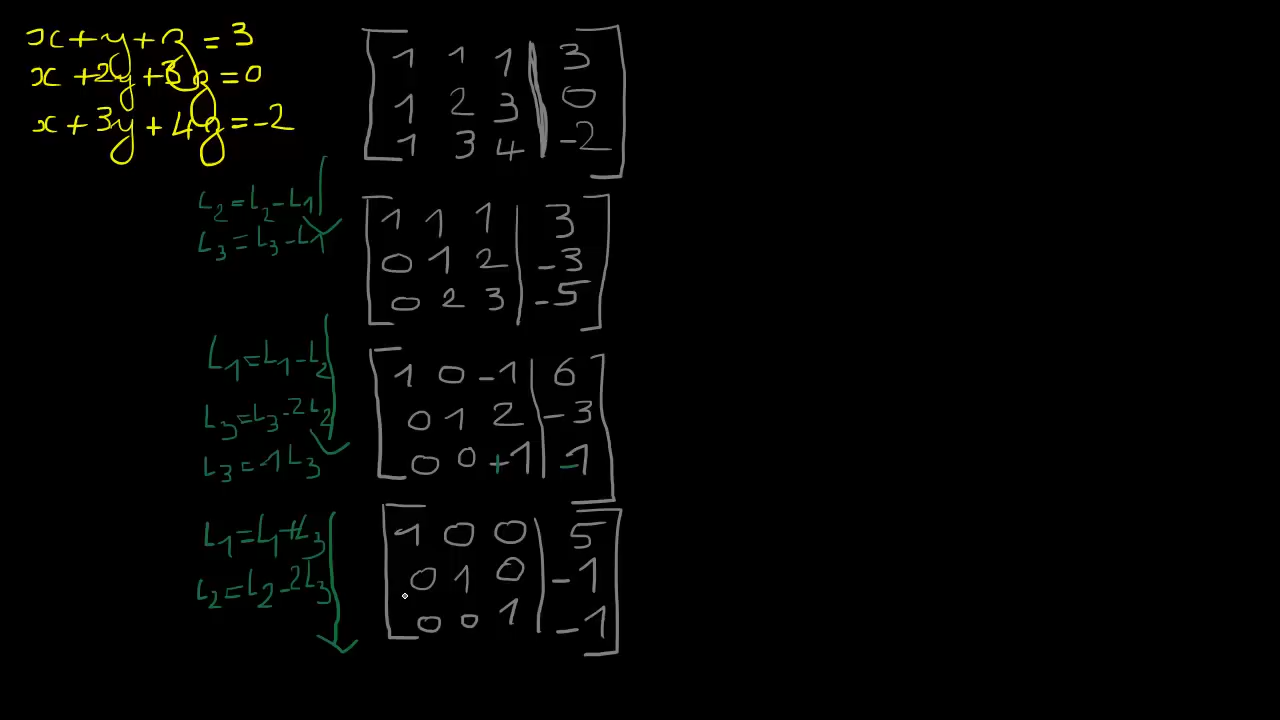 x + y + z = 3
x + 2y + 3z = 0
x + 3y + 4z = -2
1 1 1 | 3
1 2 3 | 0
1 3 4 | -2
L2 = L2 - L1
L3 = L3 - L1
1 1 1 | 3
0 1 2 | -3
0 2 3 | -5
L1 = L1 - L2
L3 = L3 - 2L2
L3 = -1L3
1 0 -1 | 6
0 1 2 | -3
0 0 +1 | -1
L1 = L1 + L3
L2 = L2 - 2L3
1 0 0 | 5
0 1 0 | -1
0 0 1 | -1